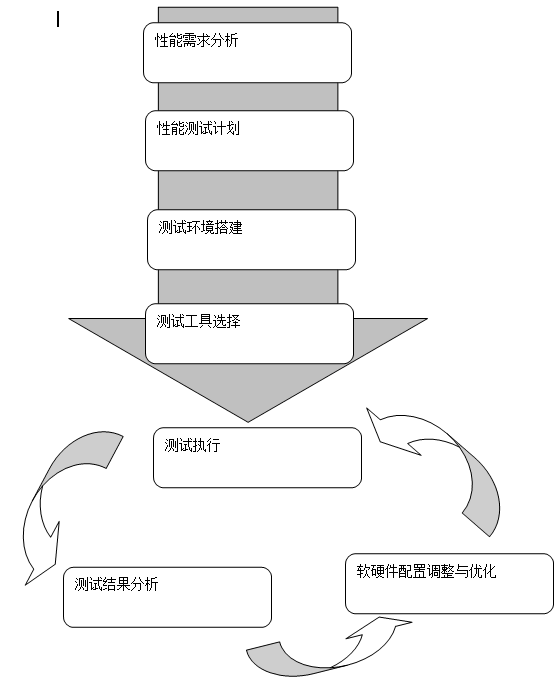 性能需求分析
性能测试计划
测试环境搭建
测试工具选择
测试执行
测试结果分析
软硬件配置调整与优化